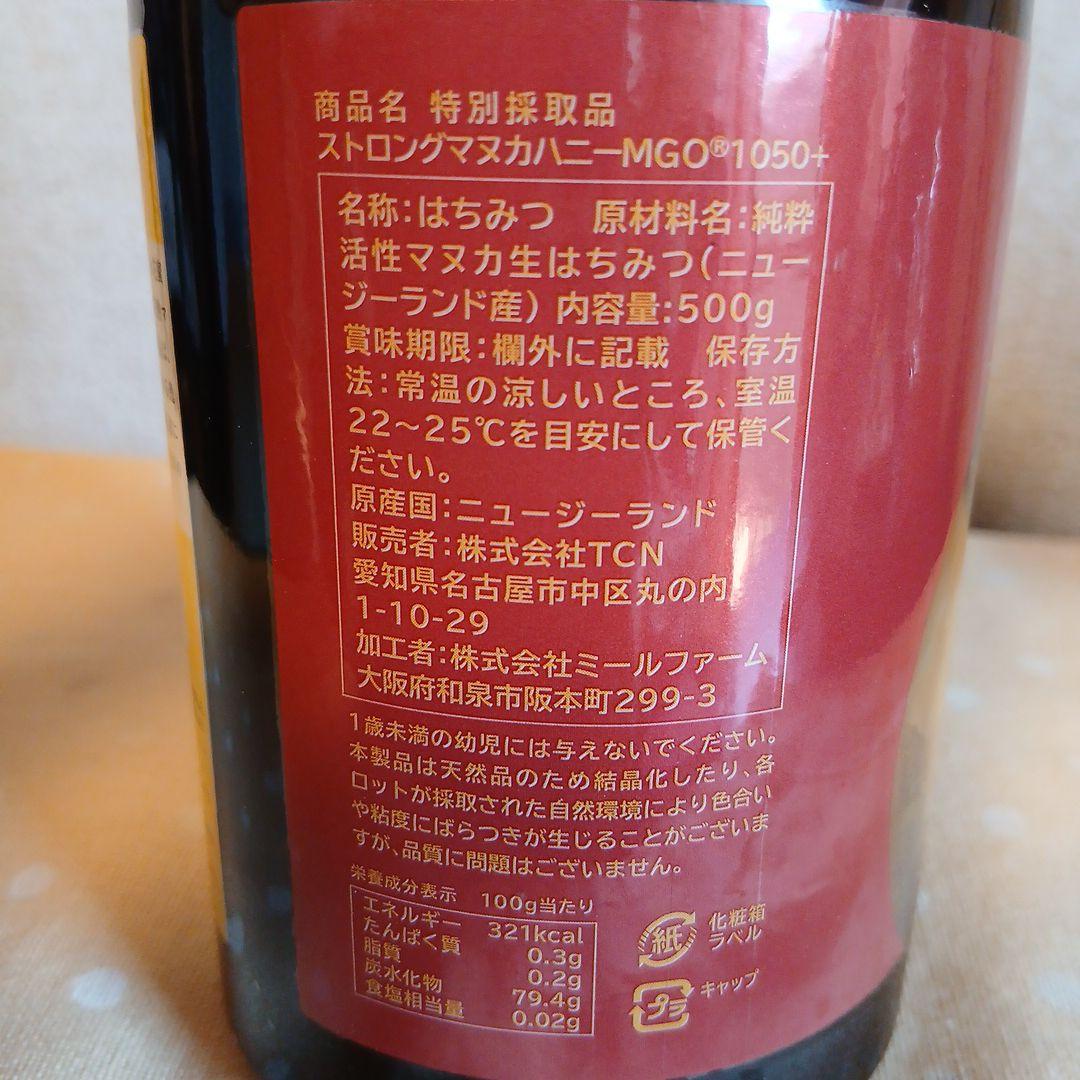 商品名 特別採取品
ストロングマヌカハニーMGO®1050+
名称：はちみつ 原材料名：純粋
活性マヌカ生はちみつ（ニュー
ジーランド産） 内容量：500g
賞味期限：欄外に記載 保存方
法：常温の涼しいところ、室温
22～25℃を目安にして保管く
ださい。
原産国：ニュージーランド
販売者：株式会社TCN
愛知県名古屋市中区丸の内
1-10-29
加工者：株式会社ミールファーム
大阪府和泉市阪本町299-3
1歳未満の幼児には与えないでください。
本製品は天然品のため結晶化したり、各
ロットが採取された自然環境により色合い
や粘度にばらつきが生じることがございま
すが、品質に問題はございません。
栄養成分表示 100g当たり
エネルギー 321kcal
たんぱく質 0.3g
脂質 0.2g
炭水化物 79.4g
食塩相当量 0.02g
紙 化粧箱
ラベル
プラ キャップ